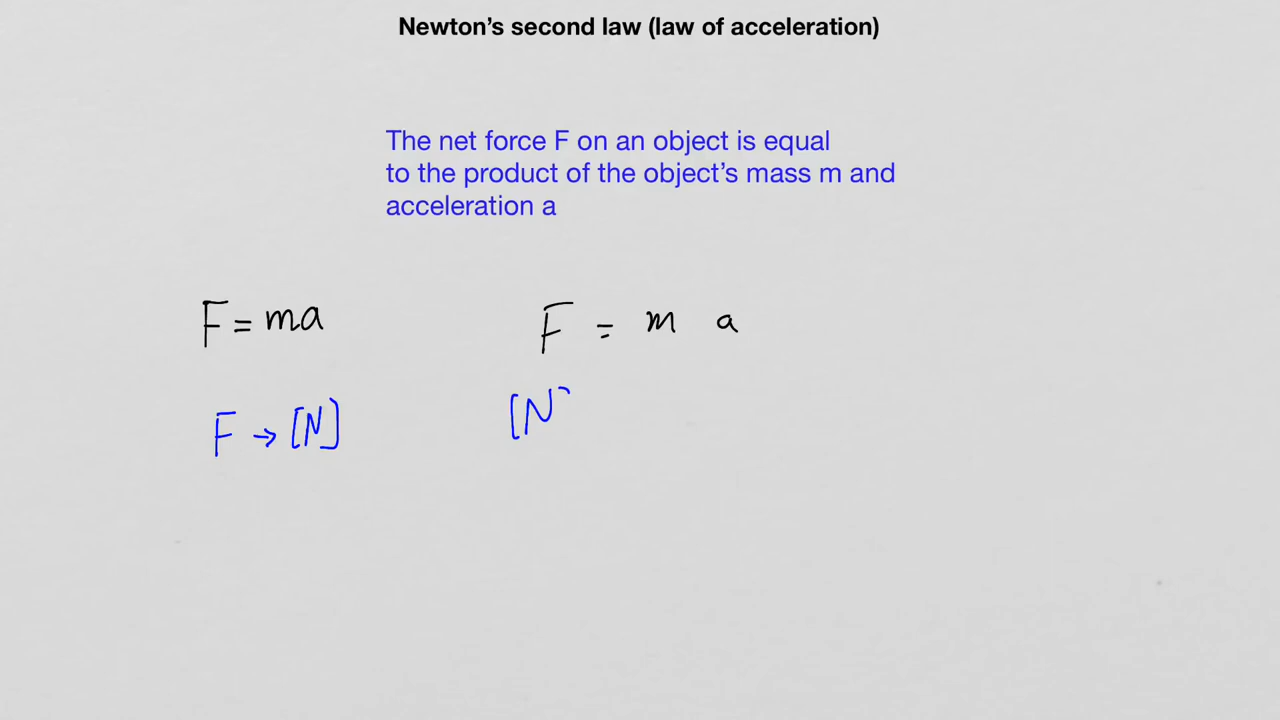 Newton’s second law (law of acceleration)
The net force F on an object is equal
to the product of the object’s mass m and
acceleration a
F = ma
F = m a
F → [N]
[N